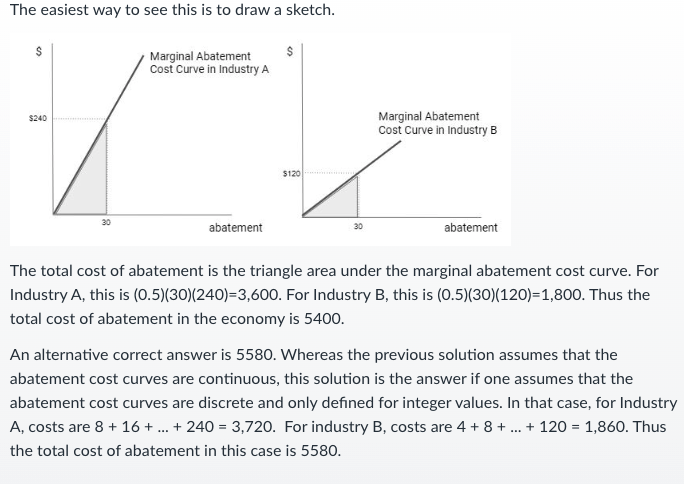 The easiest way to see this is to draw a sketch.
$
Marginal Abatement
Cost Curve in Industry A
$240
30
abatement
$
Marginal Abatement
Cost Curve in Industry B
$120
30
abatement
The total cost of abatement is the triangle area under the marginal abatement cost curve. For
Industry A, this is (0.5)(30)(240)=3,600. For Industry B, this is (0.5)(30)(120)=1,800. Thus the
total cost of abatement in the economy is 5400.
An alternative correct answer is 5580. Whereas the previous solution assumes that the
abatement cost curves are continuous, this solution is the answer if one assumes that the
abatement cost curves are discrete and only defined for integer values. In that case, for Industry
A, costs are 8 + 16 + ... + 240 = 3,720. For industry B, costs are 4 + 8 + ... + 120 = 1,860. Thus
the total cost of abatement in this case is 5580.